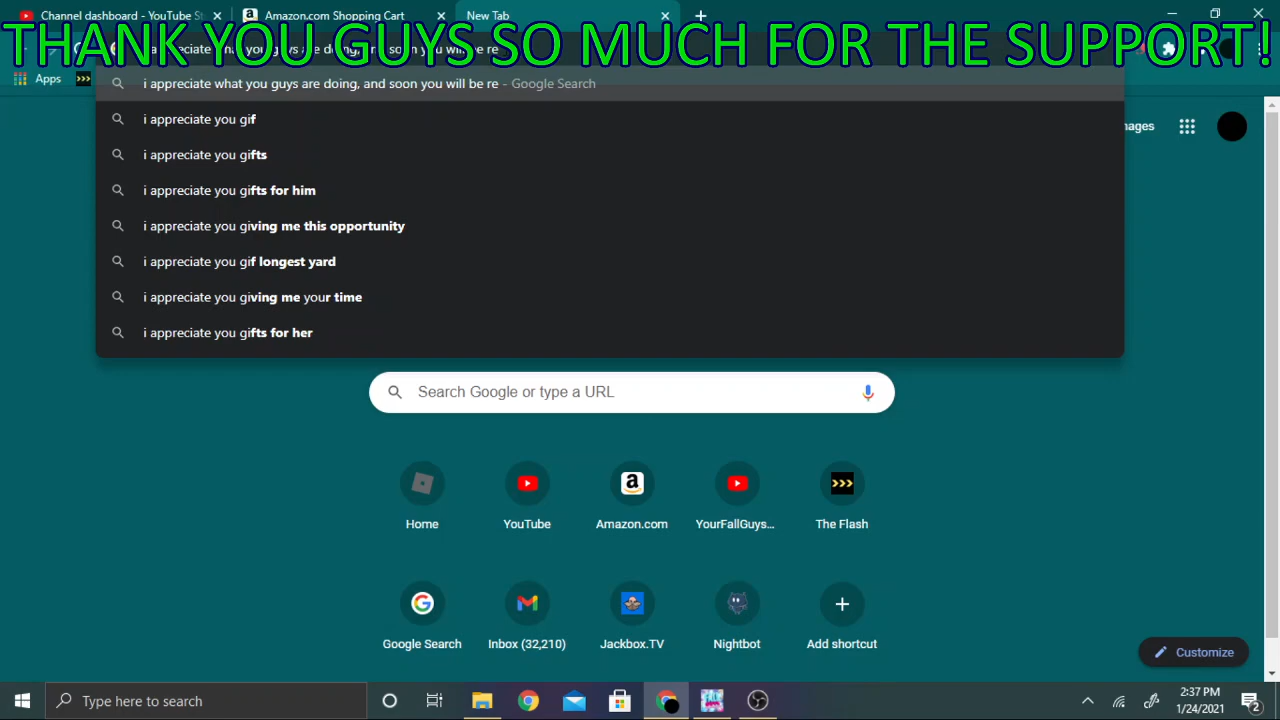 Channel dashboard - YouTube St
Amazon.com Shopping Cart
New Tab
THANK YOU GUYS SO MUCH FOR THE SUPPORT!
Apps
i appreciate what you guys are doing, and soon you will be re - Google Search
i appreciate you gif
i appreciate you gifts
i appreciate you gifts for him
i appreciate you giving me this opportunity
i appreciate you gif longest yard
i appreciate you giving me your time
i appreciate you gifts for her
mages
Search Google or type a URL
Home
YouTube
Amazon.com
YourFallGuys...
The Flash
Google Search
Inbox (32,210)
Jackbox.TV
Nightbot
Add shortcut
Customize
Type here to search
2:37 PM
1/24/2021
2